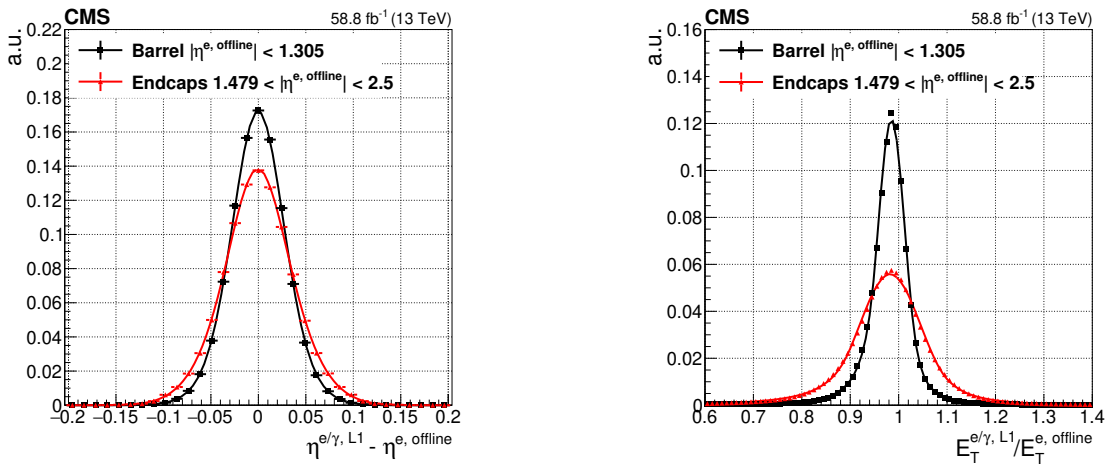 CMS 58.8 fb⁻¹ (13 TeV)
a.u.
Barrel |η^{e, offline}| < 1.305
Endcaps 1.479 < |η^{e, offline}| < 2.5
0.22
0.2
0.18
0.16
0.14
0.12
0.1
0.08
0.06
0.04
0.02
0
−0.2 −0.15 −0.1 −0.05 0 0.05 0.1 0.15 0.2
η^{e/γ, L1} - η^{e, offline}
CMS 58.8 fb⁻¹ (13 TeV)
a.u.
Barrel |η^{e, offline}| < 1.305
Endcaps 1.479 < |η^{e, offline}| < 2.5
0.16
0.14
0.12
0.1
0.08
0.06
0.04
0.02
0
0.6 0.7 0.8 0.9 1 1.1 1.2 1.3 1.4
E_T^{e/γ, L1}/E_T^{e, offline}